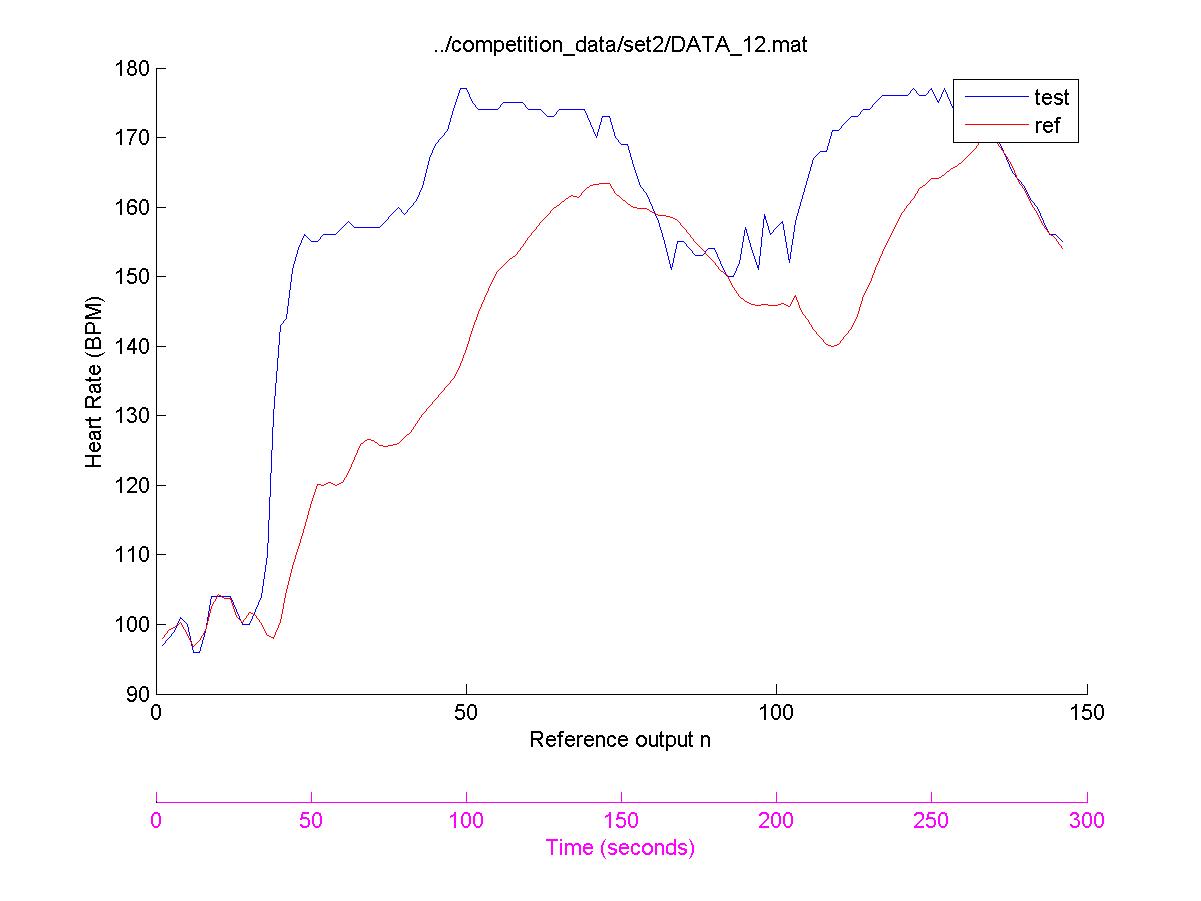 ../competition_data/set2/DATA_12.mat
180
170
160
150
140
130
120
110
100
90
Heart Rate (BPM)
test
ref
0 50 100 150
Reference output n
0 50 100 150 200 250 300
Time (seconds)